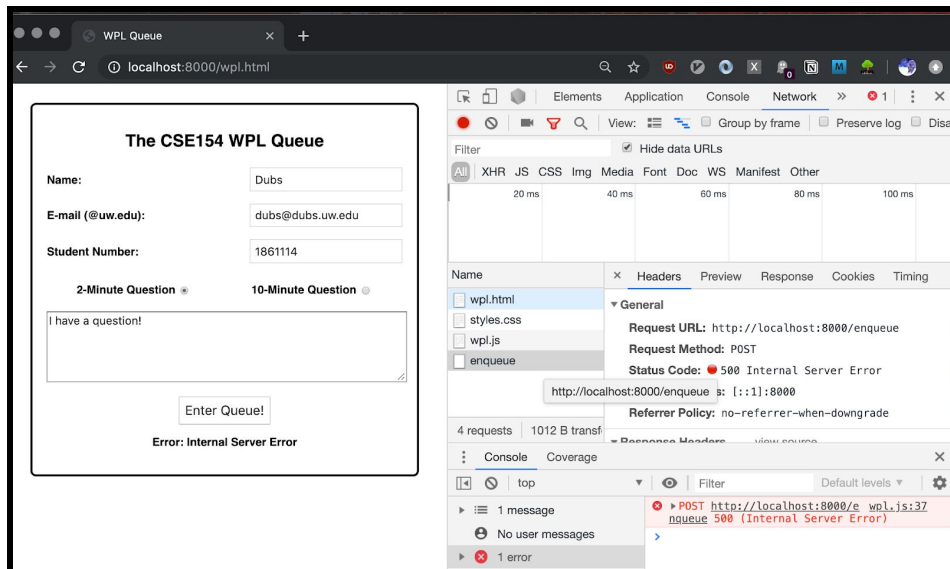 WPL Queue
localhost:8000/wpl.html
0
The CSE154 WPL Queue
Name:
Dubs
E-mail (@uw.edu):
dubs@dubs.uw.edu
Student Number:
1861114
2-Minute Question
10-Minute Question
I have a question!
Enter Queue!
Error: Internal Server Error
Elements Application Console Network » 1
View: Group by frame Preserve log Disa
Filter
Hide data URLs
All XHR JS CSS Img Media Font Doc WS Manifest Other
20 ms 40 ms 60 ms 80 ms 100 ms
Name
wpl.html
styles.css
wpl.js
enqueue
4 requests 1012 B transf
× Headers Preview Response Cookies Timing
▼ General
Request URL: http://localhost:8000/enqueue
Request Method: POST
Status Code: 500 Internal Server Error
http://localhost:8000/enqueue
s: [::1]:8000
Referrer Policy: no-referrer-when-downgrade
▼ Response Headers view source
Console Coverage
top
Filter
Default levels ▼
1 message
No user messages
1 error
POST http://localhost:8000/e wpl.js:37
nqueue 500 (Internal Server Error)